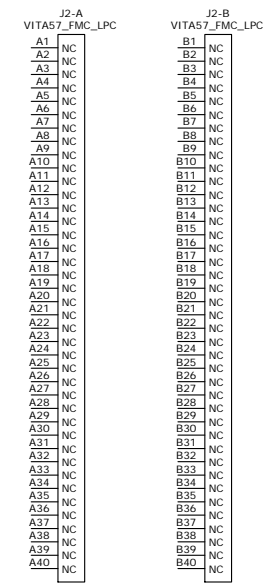 J2-A
VITA57_FMC_LPC
A1 NC
A2 NC
A3 NC
A4 NC
A5 NC
A6 NC
A7 NC
A8 NC
A9 NC
A10 NC
A11 NC
A12 NC
A13 NC
A14 NC
A15 NC
A16 NC
A17 NC
A18 NC
A19 NC
A20 NC
A21 NC
A22 NC
A23 NC
A24 NC
A25 NC
A26 NC
A27 NC
A28 NC
A29 NC
A30 NC
A31 NC
A32 NC
A33 NC
A34 NC
A35 NC
A36 NC
A37 NC
A38 NC
A39 NC
A40 NC
J2-B
VITA57_FMC_LPC
B1 NC
B2 NC
B3 NC
B4 NC
B5 NC
B6 NC
B7 NC
B8 NC
B9 NC
B10 NC
B11 NC
B12 NC
B13 NC
B14 NC
B15 NC
B16 NC
B17 NC
B18 NC
B19 NC
B20 NC
B21 NC
B22 NC
B23 NC
B24 NC
B25 NC
B26 NC
B27 NC
B28 NC
B29 NC
B30 NC
B31 NC
B32 NC
B33 NC
B34 NC
B35 NC
B36 NC
B37 NC
B38 NC
B39 NC
B40 NC